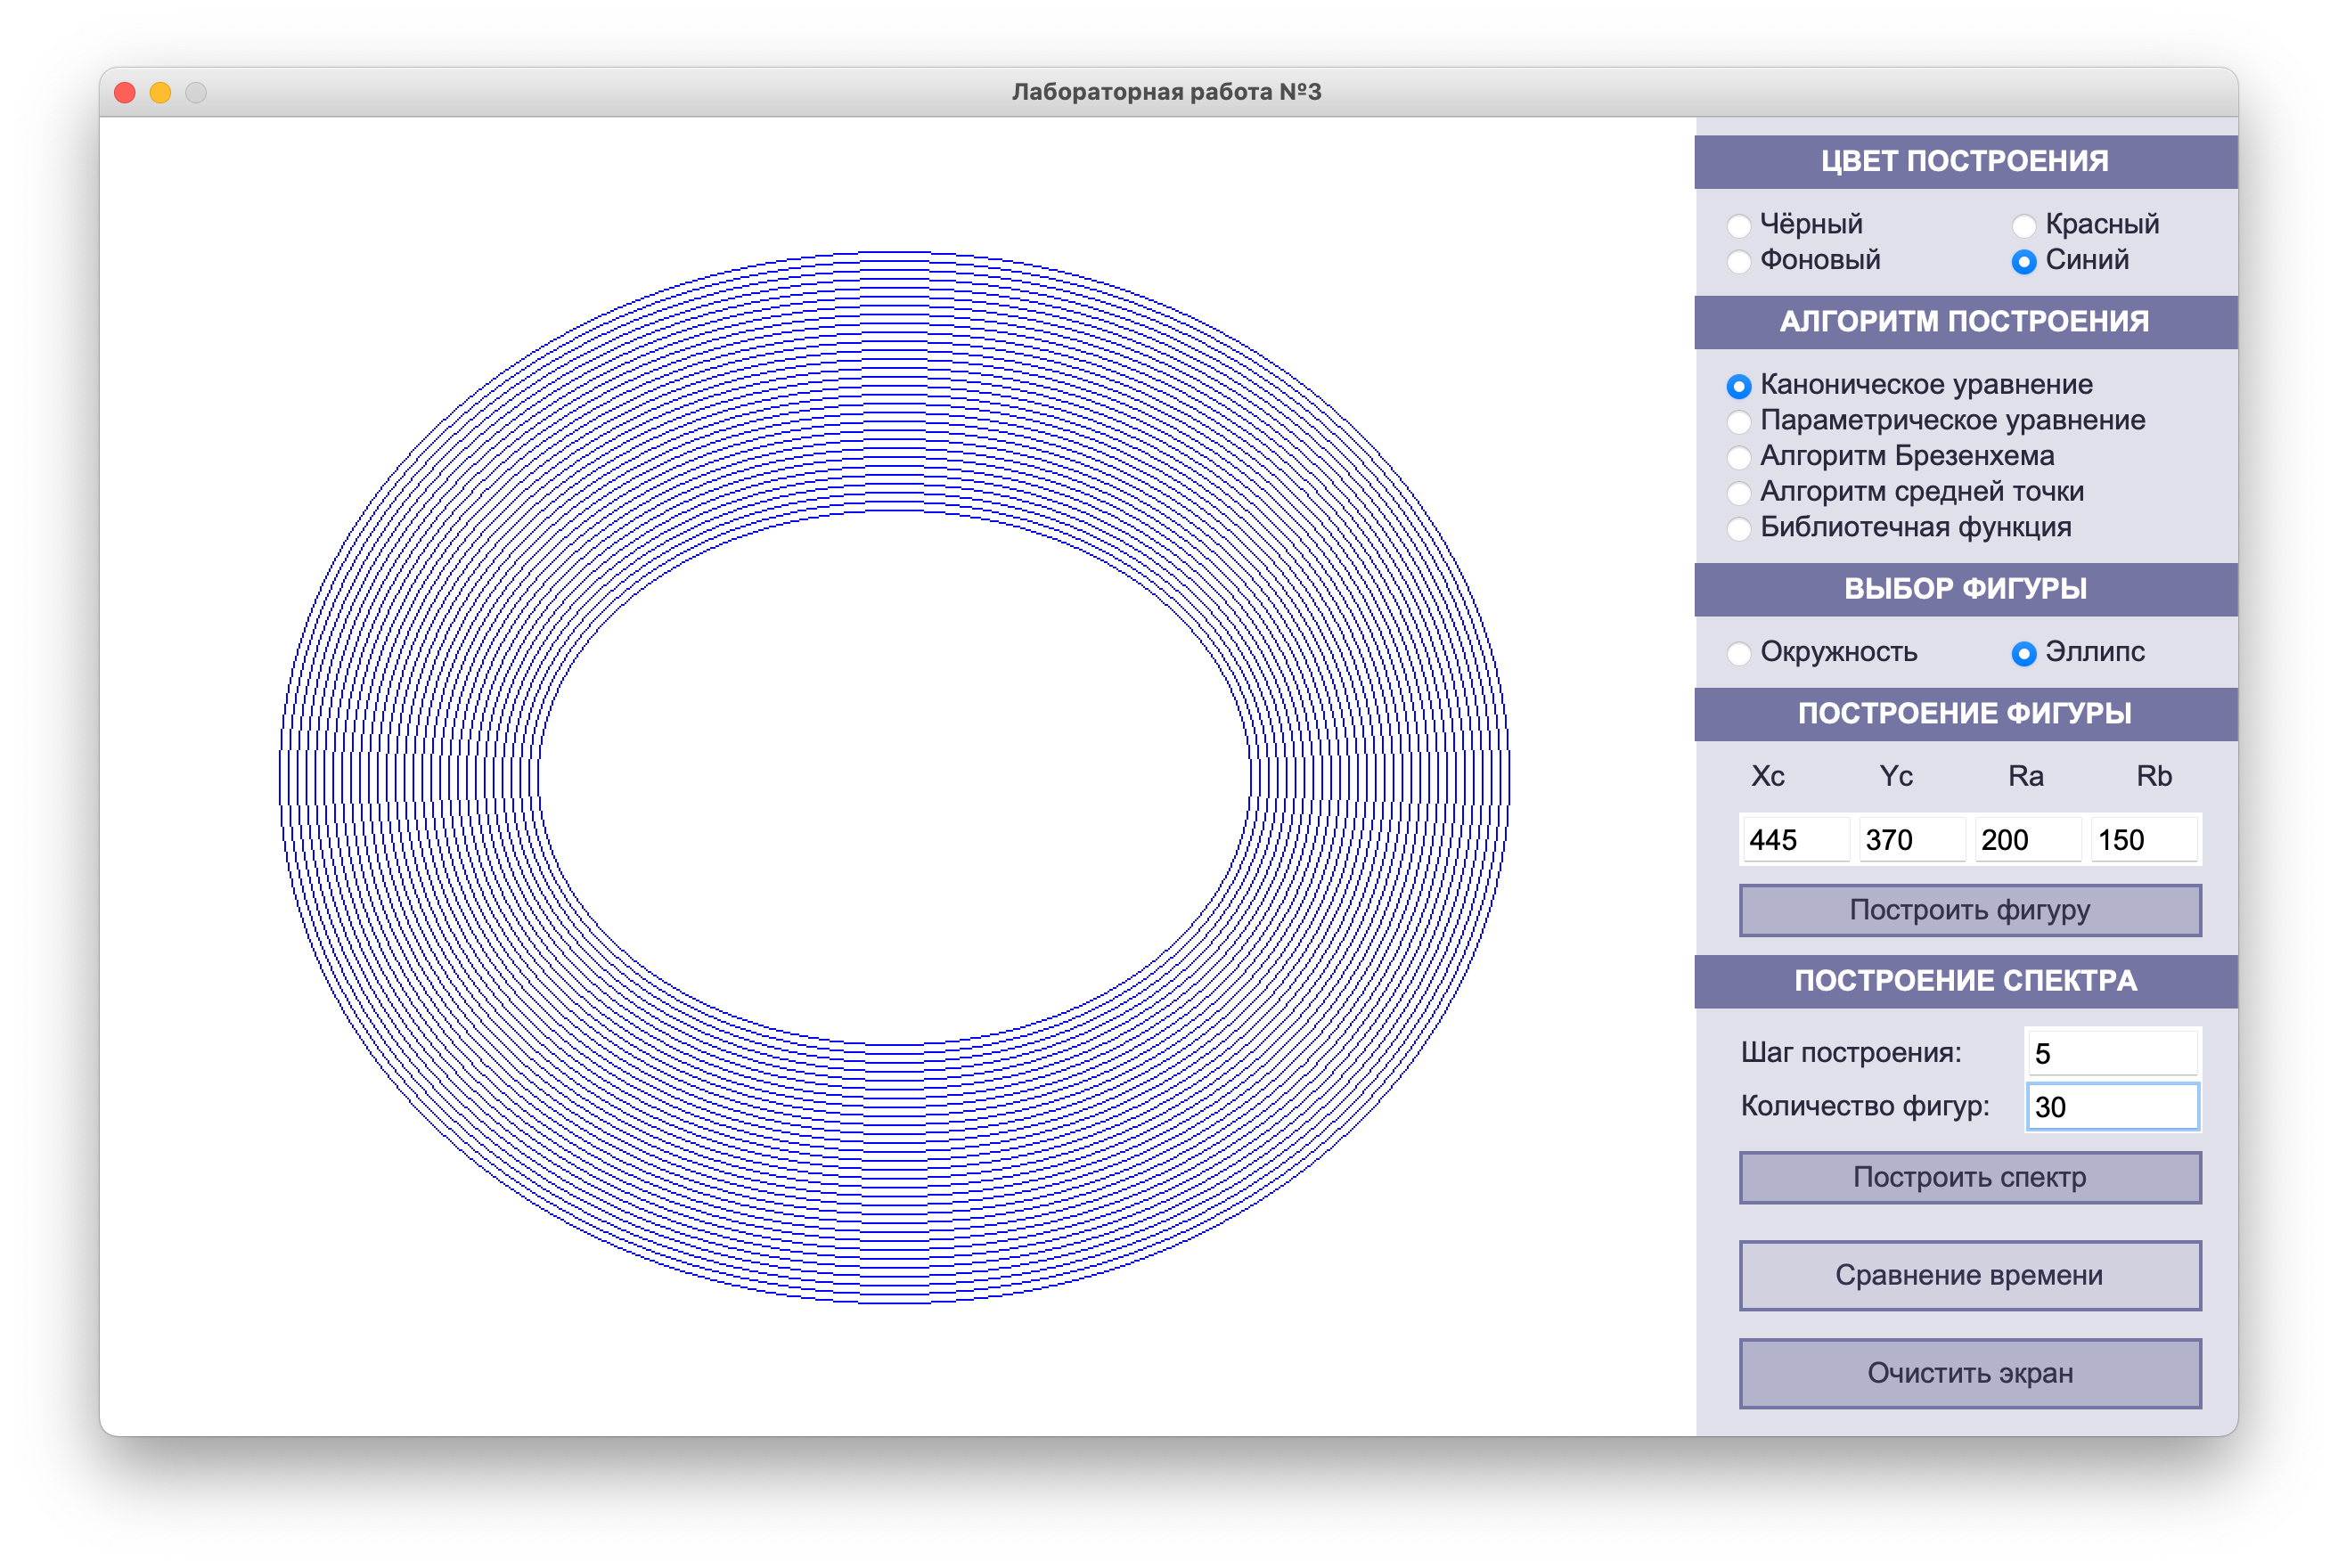 Лабораторная работа №3
ЦВЕТ ПОСТРОЕНИЯ
Чёрный Красный
Фоновый Синий
АЛГОРИТМ ПОСТРОЕНИЯ
Каноническое уравнение
Параметрическое уравнение
Алгоритм Брезенхема
Алгоритм средней точки
Библиотечная функция
ВЫБОР ФИГУРЫ
Окружность Эллипс
ПОСТРОЕНИЕ ФИГУРЫ
Xc Yc Ra Rb
445 370 200 150
Построить фигуру
ПОСТРОЕНИЕ СПЕКТРА
Шаг построения: 5
Количество фигур: 30
Построить спектр
Сравнение времени
Очистить экран